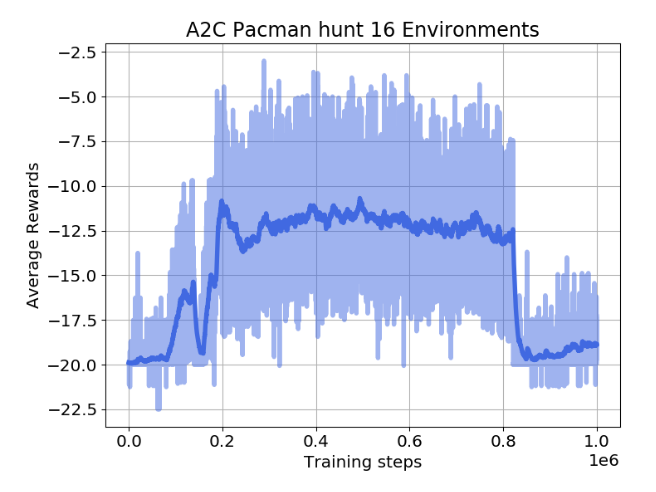 A2C Pacman hunt 16 Environments
−2.5
−5.0
−7.5
−10.0
−12.5
−15.0
−17.5
−20.0
−22.5
Average Rewards
0.0 0.2 0.4 0.6 0.8 1.0
1e6
Training steps